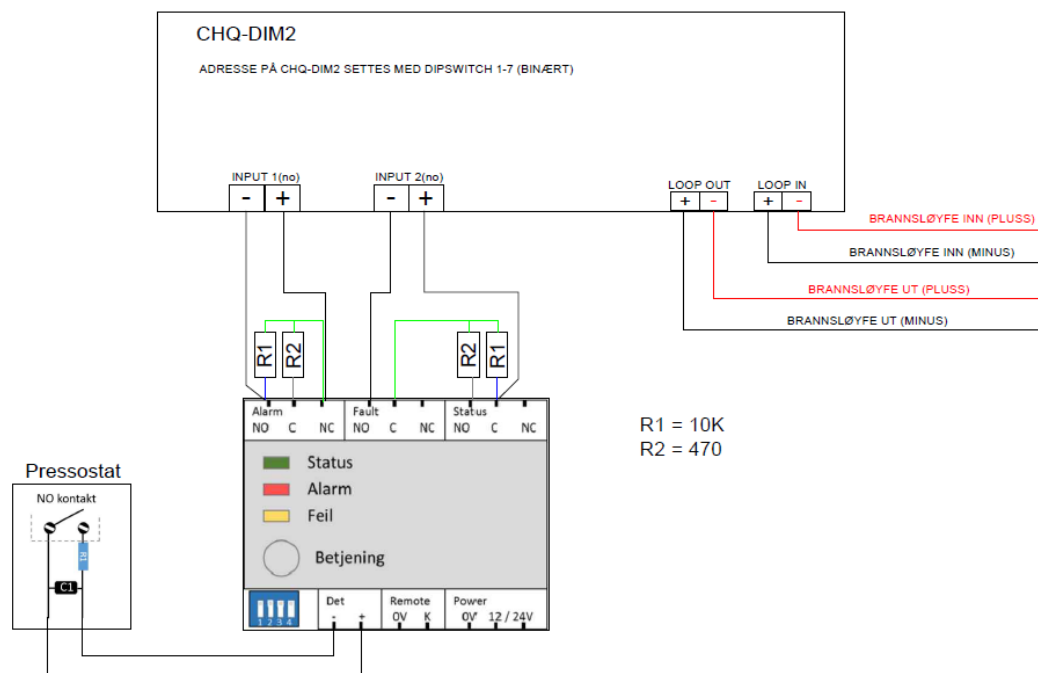 CHQ-DIM2
ADRESSE PÅ CHQ-DIM2 SETTES MED DIPSWITCH 1-7 (BINÆRT)
INPUT 1(no)
INPUT 2(no)
- +
- +
LOOP OUT
LOOP IN
+ -
+ -
BRANNSLØYFE INN (PLUSS)
BRANNSLØYFE INN (MINUS)
BRANNSLØYFE UT (PLUSS)
BRANNSLØYFE UT (MINUS)
R1
R2
R2
R1
Alarm
NO C NC
Fault
NO C NC
Status
NO C NC
R1 = 10K
R2 = 470
Status
Alarm
Feil
Betjening
Pressostat
NO kontakt
R1
C1
1 2 3 4
Det
- +
Remote
0V K
Power
0V 12 / 24V